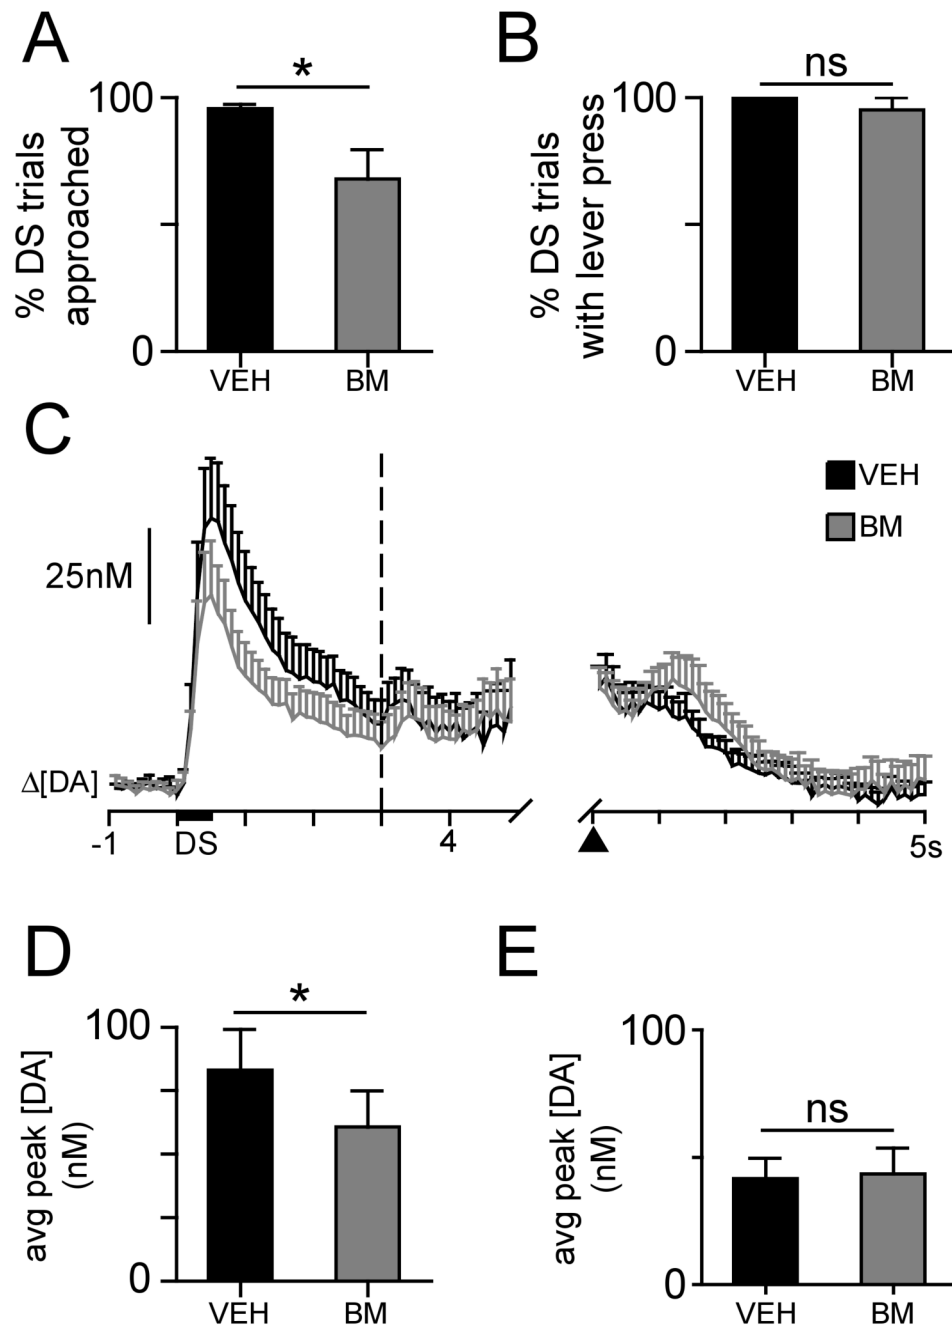 A
*
100
% DS trials
approached
0
VEH
BM
B
ns
100
% DS trials
with lever press
0
VEH
BM
C
VEH
BM
25nM
Δ[DA]
-1
DS
4
5s
D
*
100
avg peak [DA]
(nM)
0
VEH
BM
E
100
ns
avg peak [DA]
(nM)
0
VEH
BM